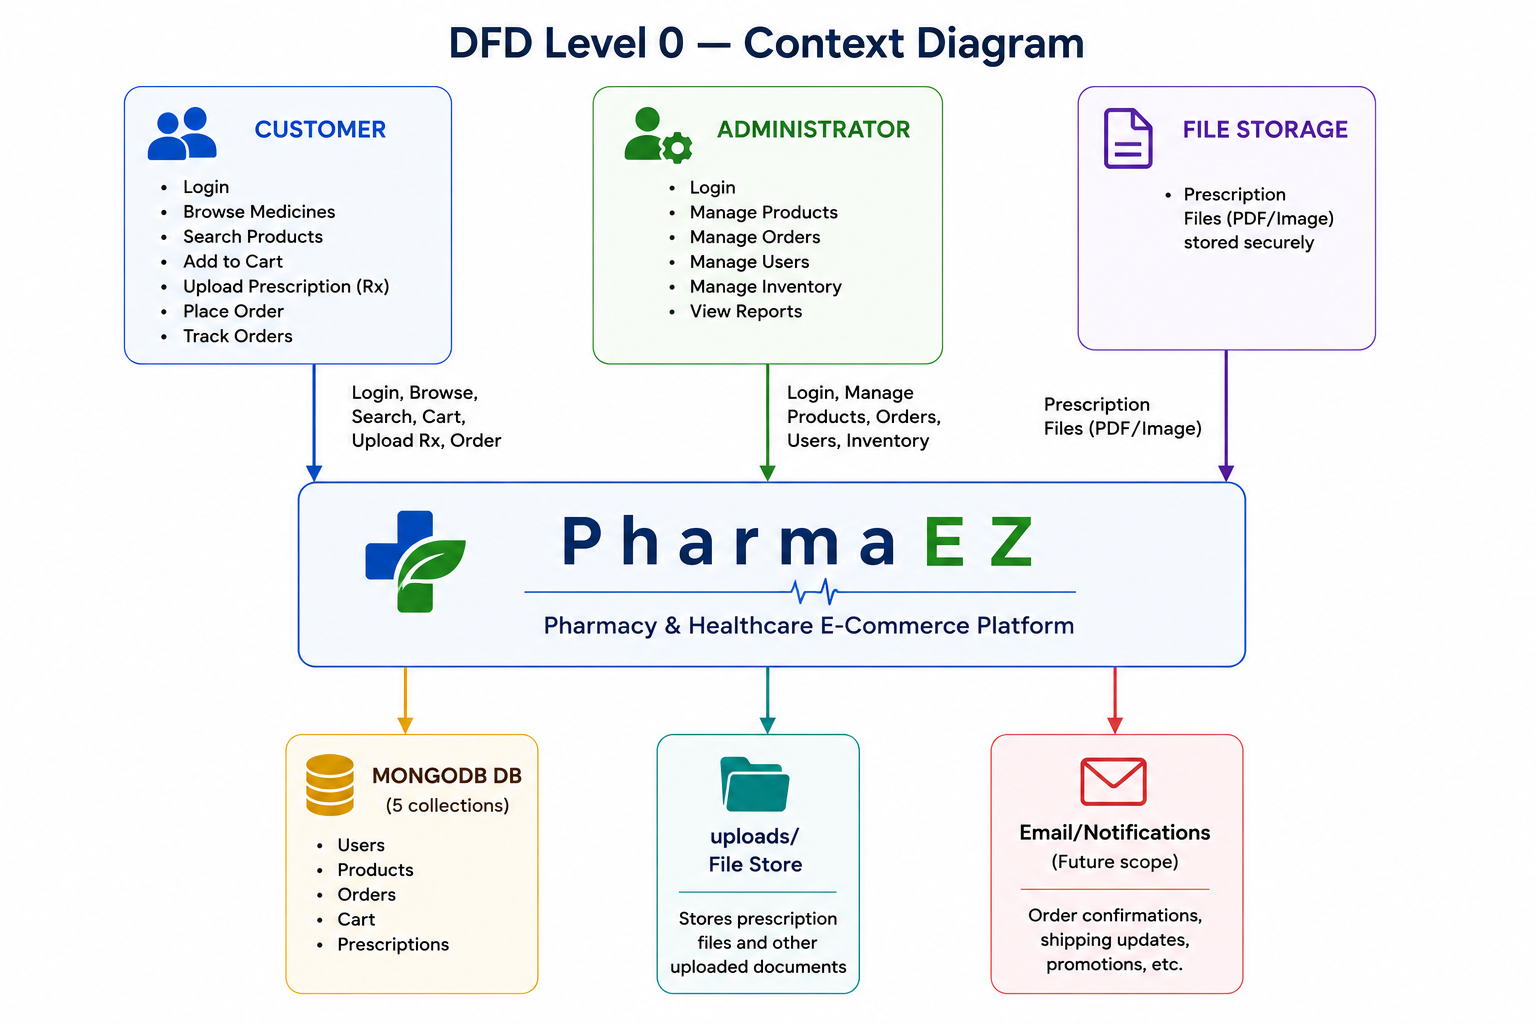 DFD Level 0 — Context Diagram
CUSTOMER
• Login
• Browse Medicines
• Search Products
• Add to Cart
• Upload Prescription (Rx)
• Place Order
• Track Orders
ADMINISTRATOR
• Login
• Manage Products
• Manage Orders
• Manage Users
• Manage Inventory
• View Reports
FILE STORAGE
• Prescription
Files (PDF/Image)
stored securely
Login, Browse,
Search, Cart,
Upload Rx, Order
Login, Manage
Products, Orders,
Users, Inventory
Prescription
Files (PDF/Image)
PharmaEZ
Pharmacy & Healthcare E-Commerce Platform
MONGODB DB
(5 collections)
• Users
• Products
• Orders
• Cart
• Prescriptions
uploads/
File Store
Stores prescription
files and other
uploaded documents
Email/Notifications
(Future scope)
Order confirmations,
shipping updates,
promotions, etc.